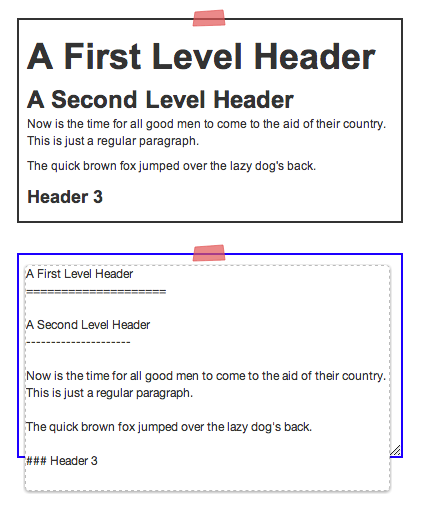 A First Level Header
A Second Level Header
Now is the time for all good men to come to the aid of their country.
This is just a regular paragraph.
The quick brown fox jumped over the lazy dog's back.
Header 3
A First Level Header
====================
A Second Level Header
---------------------
Now is the time for all good men to come to the aid of their country.
This is just a regular paragraph.
The quick brown fox jumped over the lazy dog's back.
### Header 3